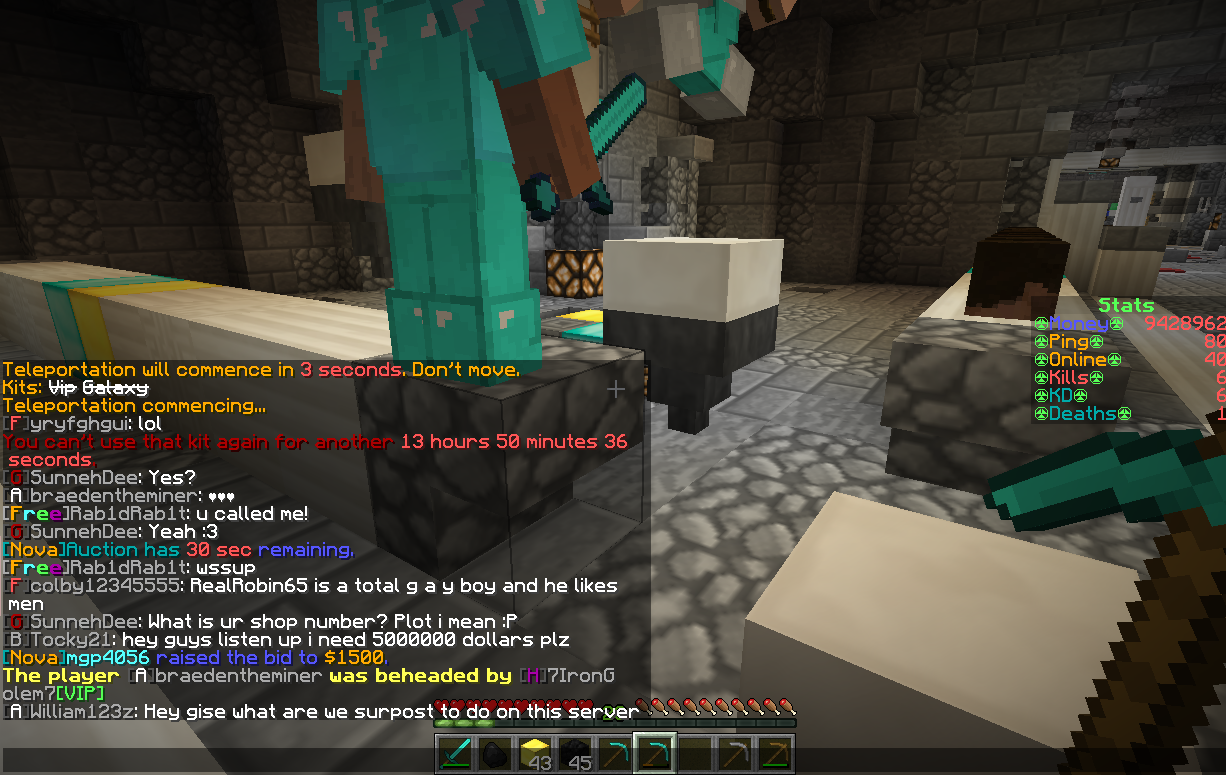 Teleportation will commence in 3 seconds. Don't move.
Kits: Vip Galaxy
Teleportation commencing...
[F]yryfghgui: lol
You can't use that kit again for another 13 hours 50 minutes 36
seconds.
[G]SunnehDee: Yes?
[A]braedentheminer: ♥♥♥
[Free]Rab1dRab1t: u called me!
[G]SunnehDee: Yeah :3
[Nova]Auction has 30 sec remaining.
[Free]Rab1dRab1t: wssup
[F]colby12345555: RealRobin65 is a total g a y boy and he likes
men
[G]SunnehDee: What is ur shop number? Plot i mean :P
[B]Tocky21: hey guys listen up i need 5000000 dollars plz
[Nova]mgp4056 raised the bid to $1500.
The player [A]braedentheminer was beheaded by [H]7IronG
olem7[VIP]
[A]William123z: Hey gise what are we surpost to do on this server
Stats
Money 9428962
Ping 80
Online 40
Kills 6
KD 6
Deaths 1
43 45